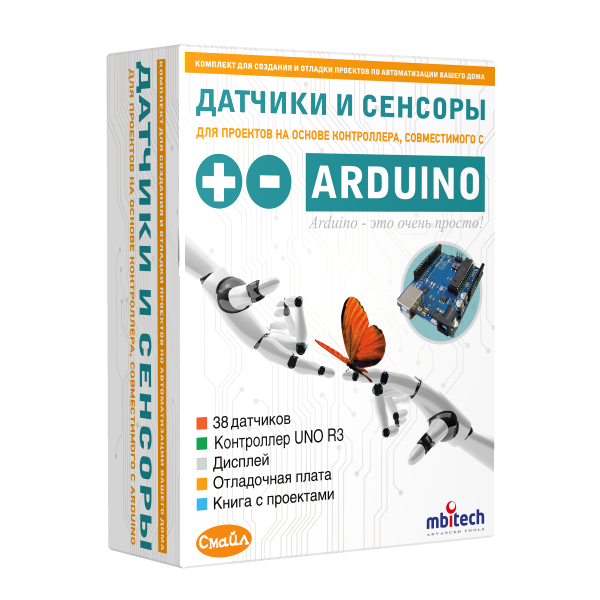 КОМПЛЕКТ ДЛЯ СОЗДАНИЯ И ОТЛАДКИ ПРОЕКТОВ ПО АВТОМАТИЗАЦИИ ВАШЕГО ДОМА
ДАТЧИКИ И СЕНСОРЫ
ДЛЯ ПРОЕКТОВ НА ОСНОВЕ КОНТРОЛЛЕРА, СОВМЕСТИМОГО С
ARDUINO
Arduino - это очень просто!
38 датчиков
Контроллер UNO R3
Дисплей
Отладочная плата
Книга с проектами
Смайл
mbitech
ADVANCED TOOLS
КОМПЛЕКТ ДЛЯ СОЗДАНИЯ И ОТЛАДКИ ПРОЕКТОВ ПО АВТОМАТИЗАЦИИ ВАШЕГО ДОМА
ДАТЧИКИ И СЕНСОРЫ
ДЛЯ ПРОЕКТОВ НА ОСНОВЕ КОНТРОЛЛЕРА, СОВМЕСТИМОГО С ARDUINO